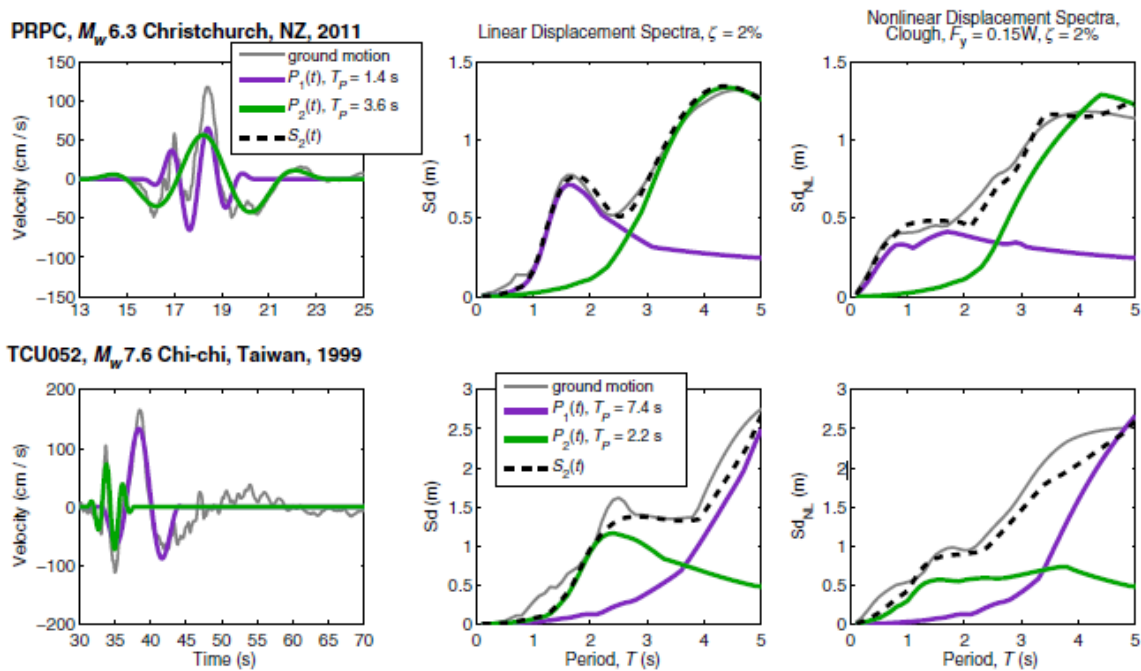 PRPC, Mw6.3 Christchurch, NZ, 2011
Linear Displacement Spectra, ζ = 2%
Nonlinear Displacement Spectra,
Clough, Fy = 0.15W, ζ = 2%
ground motion
P1(t), TP = 1.4 s
P2(t), TP = 3.6 s
S2(t)
Velocity (cm / s)
150
100
50
0
−50
−100
−150
13 15 17 19 21 23 25
Sd (m)
1.5
1
0.5
0
0 1 2 3 4 5
SdNL (m)
1.5
1
0.5
0
0 1 2 3 4 5
TCU052, Mw7.6 Chi-chi, Taiwan, 1999
Velocity (cm / s)
200
100
0
−100
−200
30 35 40 45 50 55 60 65 70
Time (s)
ground motion
P1(t), TP = 7.4 s
P2(t), TP = 2.2 s
S2(t)
Sd (m)
3
2.5
2
1.5
1
0.5
0
0 1 2 3 4 5
Period, T (s)
SdNL (m)
3
2.5
2
1.5
1
0.5
0
0 1 2 3 4 5
Period, T (s)